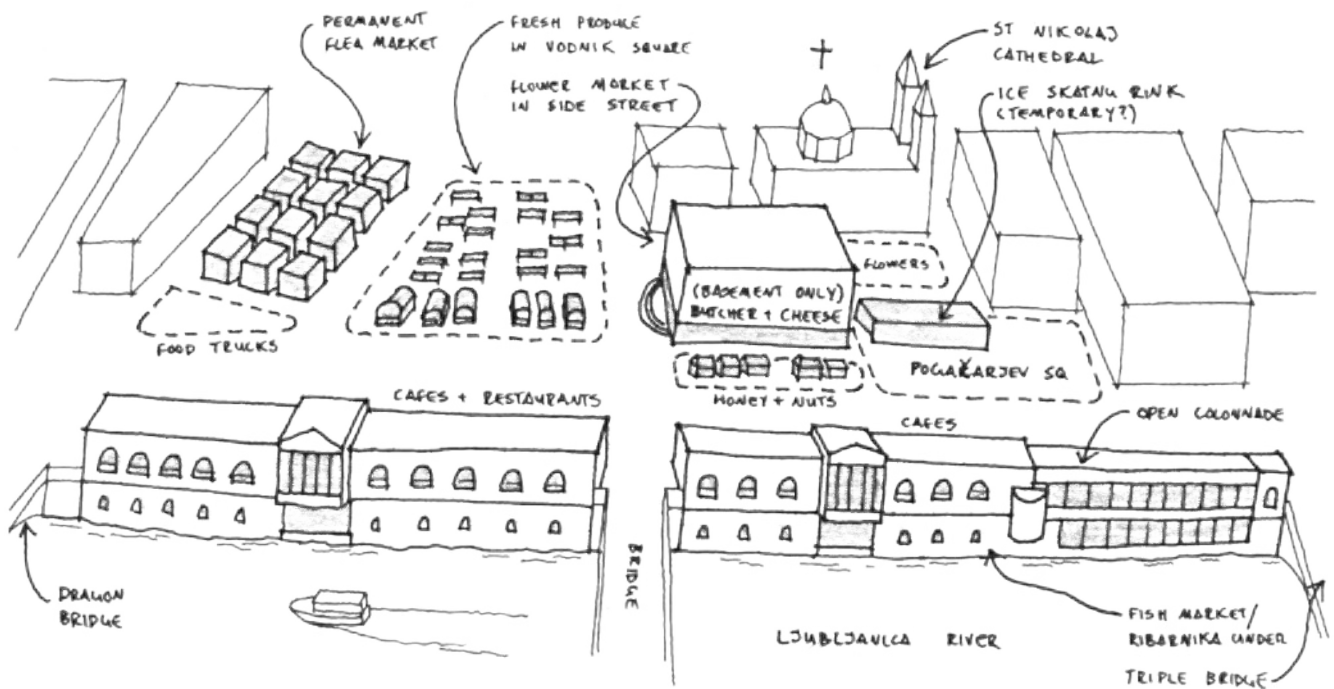 PERMANENT
FLEA MARKET
FRESH PRODUCE
IN VODNIK SQUARE
FLOWER MARKET
IN SIDE STREET
ST NIKOLAJ
CATHEDRAL
ICE SKATNG RINK
(TEMPORARY?)
FLOWERS
(BASEMENT ONLY)
BUTCHER + CHEESE
FOOD TRUCKS
POGAČARJEV SQ
HONEY + NUTS
CAFES + RESTAURANTS
CAFES
OPEN COLONNADE
DRAGON
BRIDGE
BRIDGE
FISH MARKET/
RIBARNIKA UNDER
LJUBLJANICA RIVER
TRIPLE BRIDGE